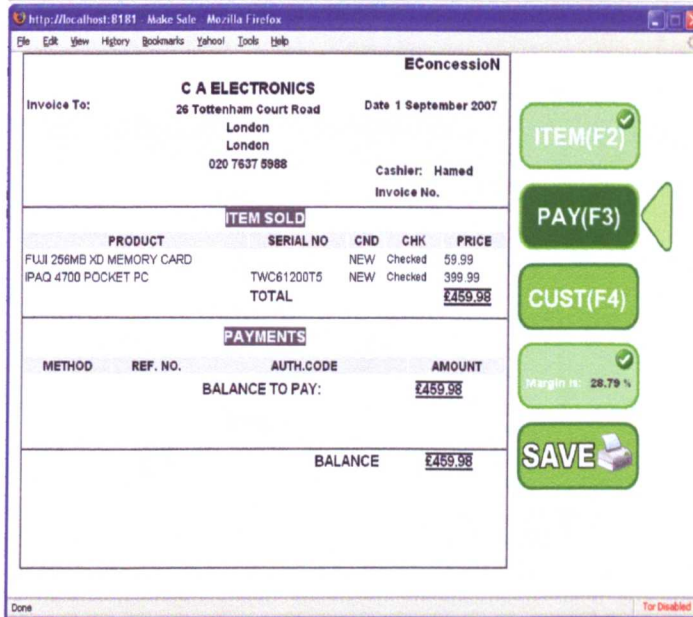 http://localhost:8181 - Make Sale - Mozilla Firefox
File Edit View History Bookmarks Yahoo! Tools Help
EConcessioN
C A ELECTRONICS
Invoice To: 26 Tottenham Court Road Date 1 September 2007
London
London
020 7637 5988
Cashier: Hamed
Invoice No.
ITEM SOLD
PRODUCT SERIAL NO CND CHK PRICE
FUJI 256MB XD MEMORY CARD NEW Checked 59.99
IPAQ 4700 POCKET PC TWC61200T5 NEW Checked 399.99
TOTAL £459.98
PAYMENTS
METHOD REF. NO. AUTH.CODE AMOUNT
BALANCE TO PAY: £459.98
BALANCE £459.98
ITEM(F2)
PAY(F3)
CUST(F4)
Margin is: 28.79 %
SAVE
Done Tor Disabled